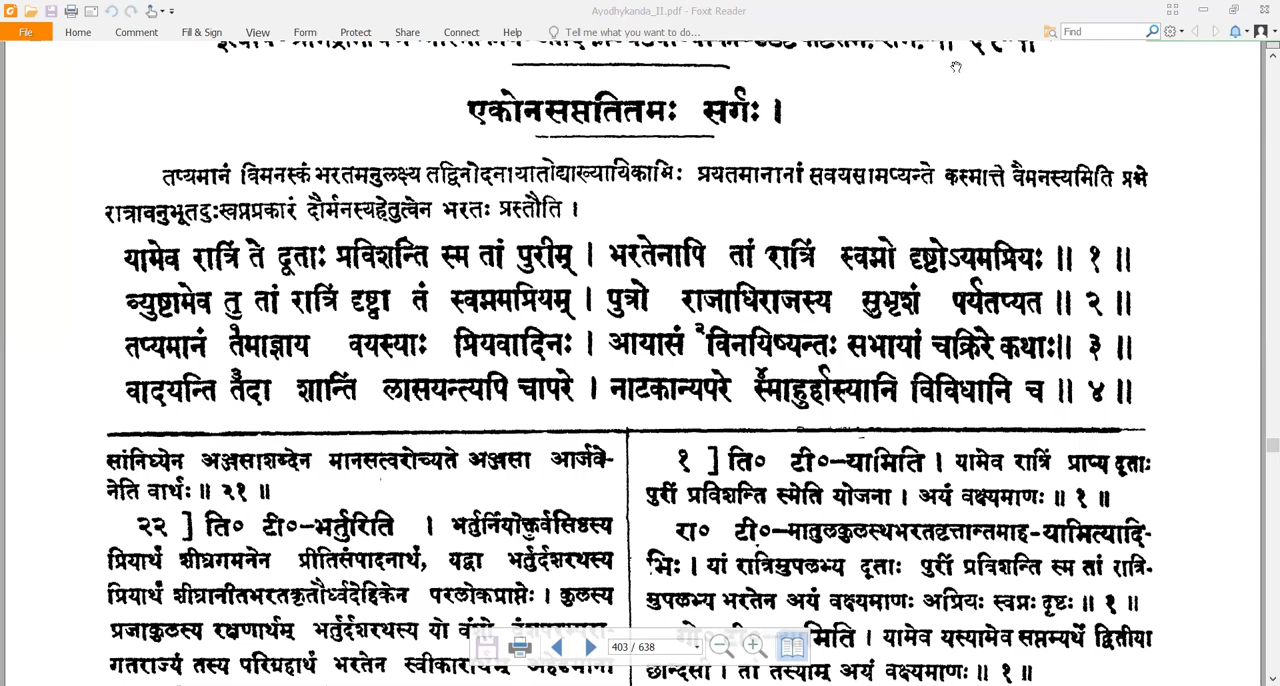 Ayodhykanda_II.pdf - Foxit Reader
File Home Comment Fill & Sign View Form Protect Share Connect Help Tell me what you want to do... Find
एकोनसप्ततितमः सर्गः ।
तप्यमानं विमनस्कं भरतमनुलक्ष्य तद्विनोदनायातोद्याख्यायिकाभिः प्रयतमानानां सवयसामप्यन्ते कस्मात्ते वैमनस्यमिति प्रश्ने
रात्रावनुभूतदुःस्वप्नप्रकारं दौर्मनस्यहेतुत्वेन भरतः प्रस्तौति ।
यामेव रात्रिं ते दूताः प्रविशन्ति स्म तां पुरीम् । भरतेनापि तां रात्रिं स्वप्नो दृष्टोऽयमप्रियः ॥ १ ॥
व्युष्टामेव तु तां रात्रिं दृष्ट्वा तं स्वप्नमप्रियम् । पुत्रो राजाधिराजस्य सुभृशं पर्यतप्यत ॥ २ ॥
तप्यमानं तमाज्ञाय वयस्याः प्रियवादिनः । आयासं विनयिष्यन्तः सभायां चक्रिरे कथाः॥ ३ ॥
वादयन्ति तदा शान्तिं लासयन्त्यपि चापरे । नाटकान्यपरे स्माहुर्हास्यानि विविधानि च ॥ ४ ॥
सांनिध्येन अञ्जसाशब्देन मानसत्वरोच्यते अञ्जसा आर्जवे-
नेति वार्थः ॥ २१ ॥
२२ ] ति० टी०-भर्तुरिति । भर्तुर्नियोक्तुर्वसिष्ठस्य
प्रियार्थं शीघ्रगमनेन प्रीतिसंपादनार्थं, यद्वा भर्तुर्दशरथस्य
प्रियार्थं शीघ्रानीतभरतकृतौर्ध्वदेहिकेन परलोकप्राप्तेः । कुलस्य
प्रजाकुलस्य रक्षणार्थम् भर्तुर्दशरथस्य यो
गतराज्यं तस्य परिग्रहार्थं भरतेन
१ ] ति० टी०-यामिति । यामेव रात्रिं प्राप्य दूताः
पुरीं प्रविशन्ति स्मेति योजना । अयं वक्ष्यमाणः ॥ १ ॥
रा० टी०-मातुलकुलस्थभरतवृत्तान्तमाह-यामित्यादि-
भिः । यां रात्रिमुपलभ्य दूताः पुरीं प्रविशन्ति स्म तां रात्रि-
मुपलभ्य भरतेन अयं वक्ष्यमाणः अप्रियः स्वप्नः दृष्टः ॥ १ ॥
मिति । यामेव यस्यामेव सप्तम्यर्थे द्वितीया
छान्दसी । तां तस्याम् अयं वक्ष्यमाणः ॥ १ ॥
403 / 638